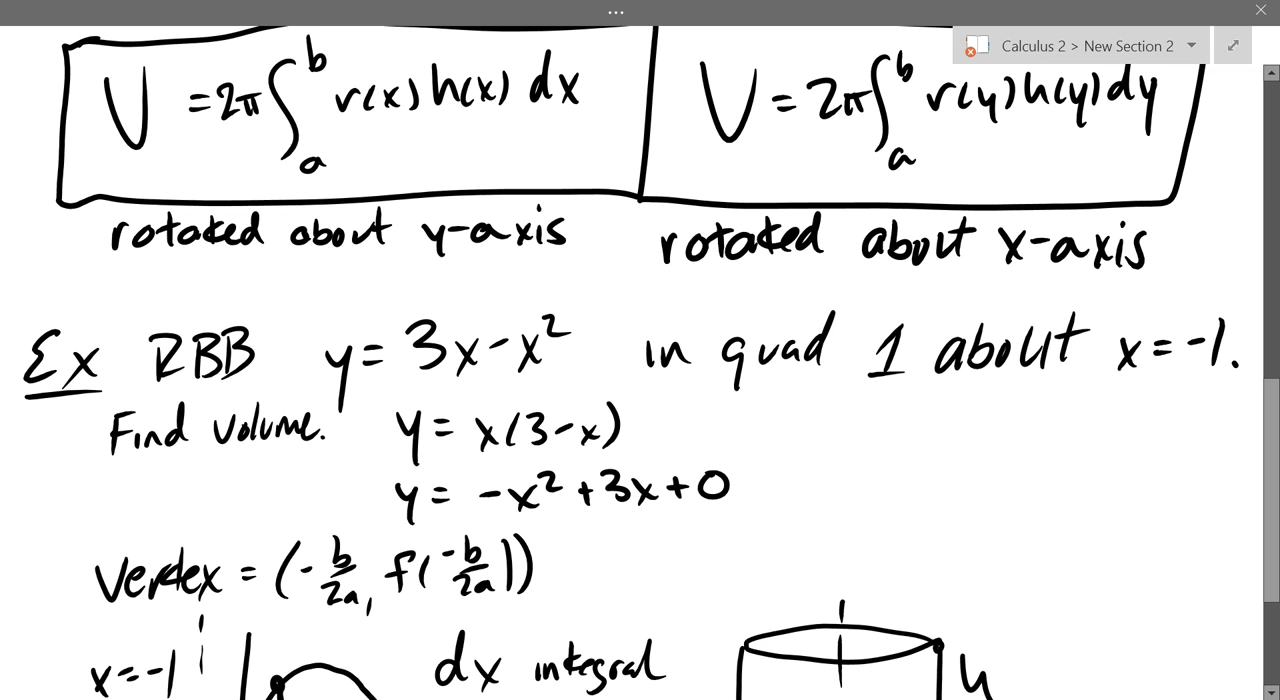 ...
Calculus 2 > New Section 2
V = 2π ∫_a^b r(x) h(x) dx
V = 2π ∫_a^b r(y) h(y) dy
rotated about y-axis
rotated about x-axis
Ex RBB y = 3x - x² in quad 1 about x = -1.
Find volume. y = x(3 - x)
y = -x² + 3x + 0
Vertex = (-b/2a, f(-b/2a))
x = -1
dx integral